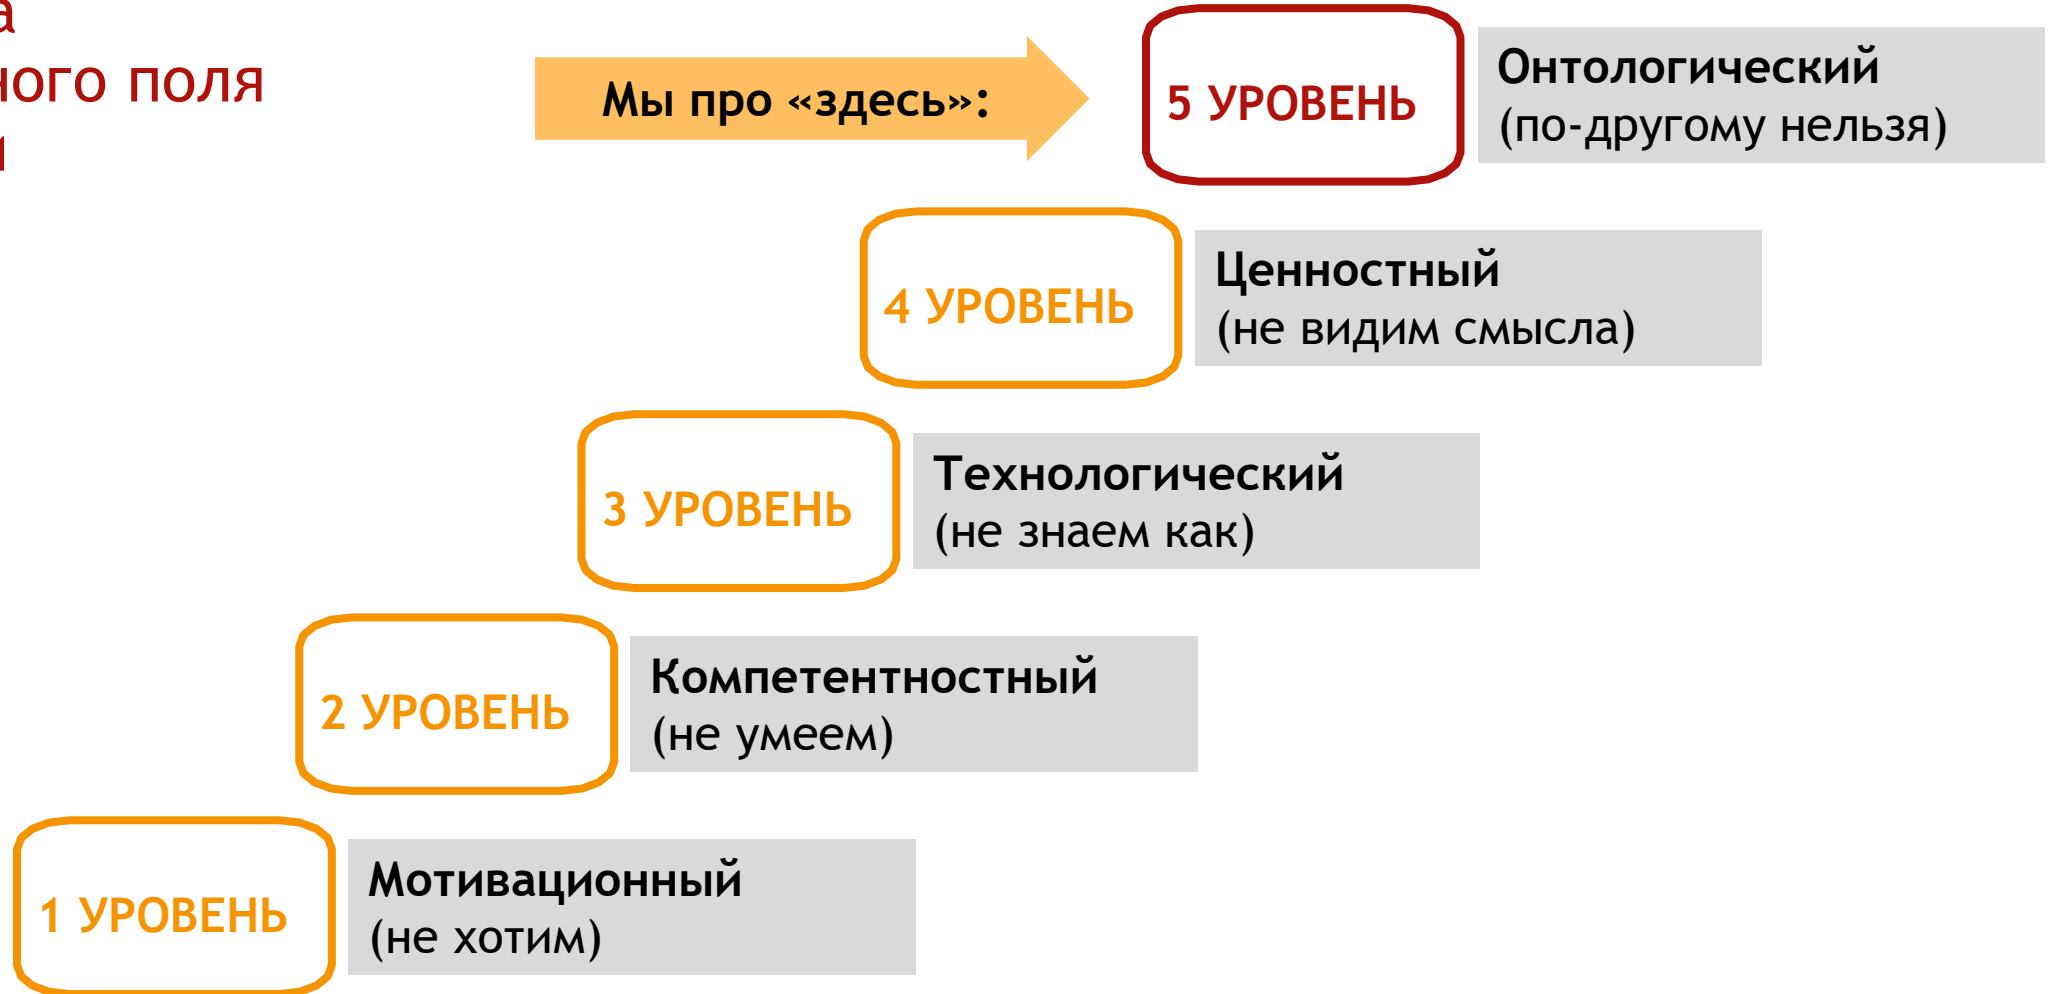 а
ного поля
Мы про «здесь»:
5 УРОВЕНЬ
Онтологический
(по-другому нельзя)
4 УРОВЕНЬ
Ценностный
(не видим смысла)
3 УРОВЕНЬ
Технологический
(не знаем как)
2 УРОВЕНЬ
Компетентностный
(не умеем)
1 УРОВЕНЬ
Мотивационный
(не хотим)